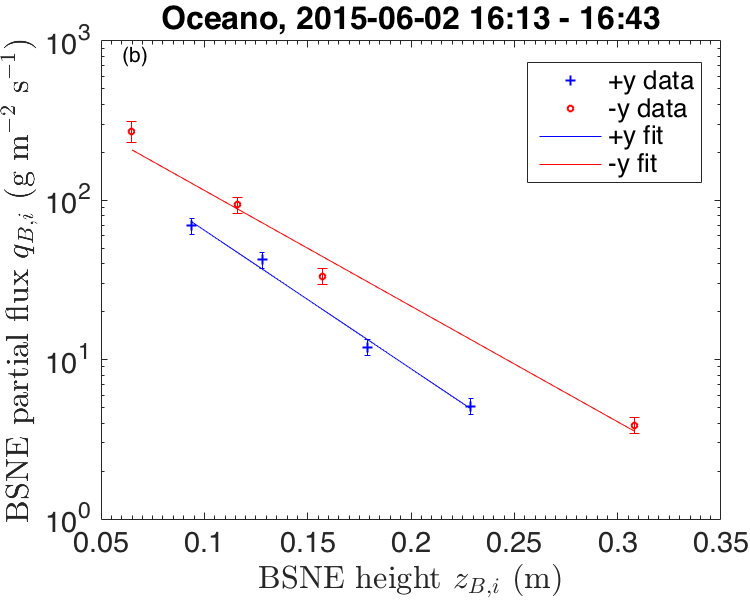 Oceano, 2015-06-02 16:13 - 16:43
(b)
+y data
-y data
+y fit
-y fit
BSNE partial flux q_{B,i} (g m^{-2} s^{-1})
10^3
10^2
10^1
10^0
0.05 0.1 0.15 0.2 0.25 0.3 0.35
BSNE height z_{B,i} (m)